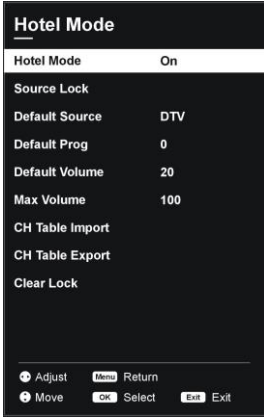 Hotel Mode
Hotel Mode On
Source Lock
Default Source DTV
Default Prog 0
Default Volume 20
Max Volume 100
CH Table Import
CH Table Export
Clear Lock
Adjust Menu Return
Move OK Select Exit Exit